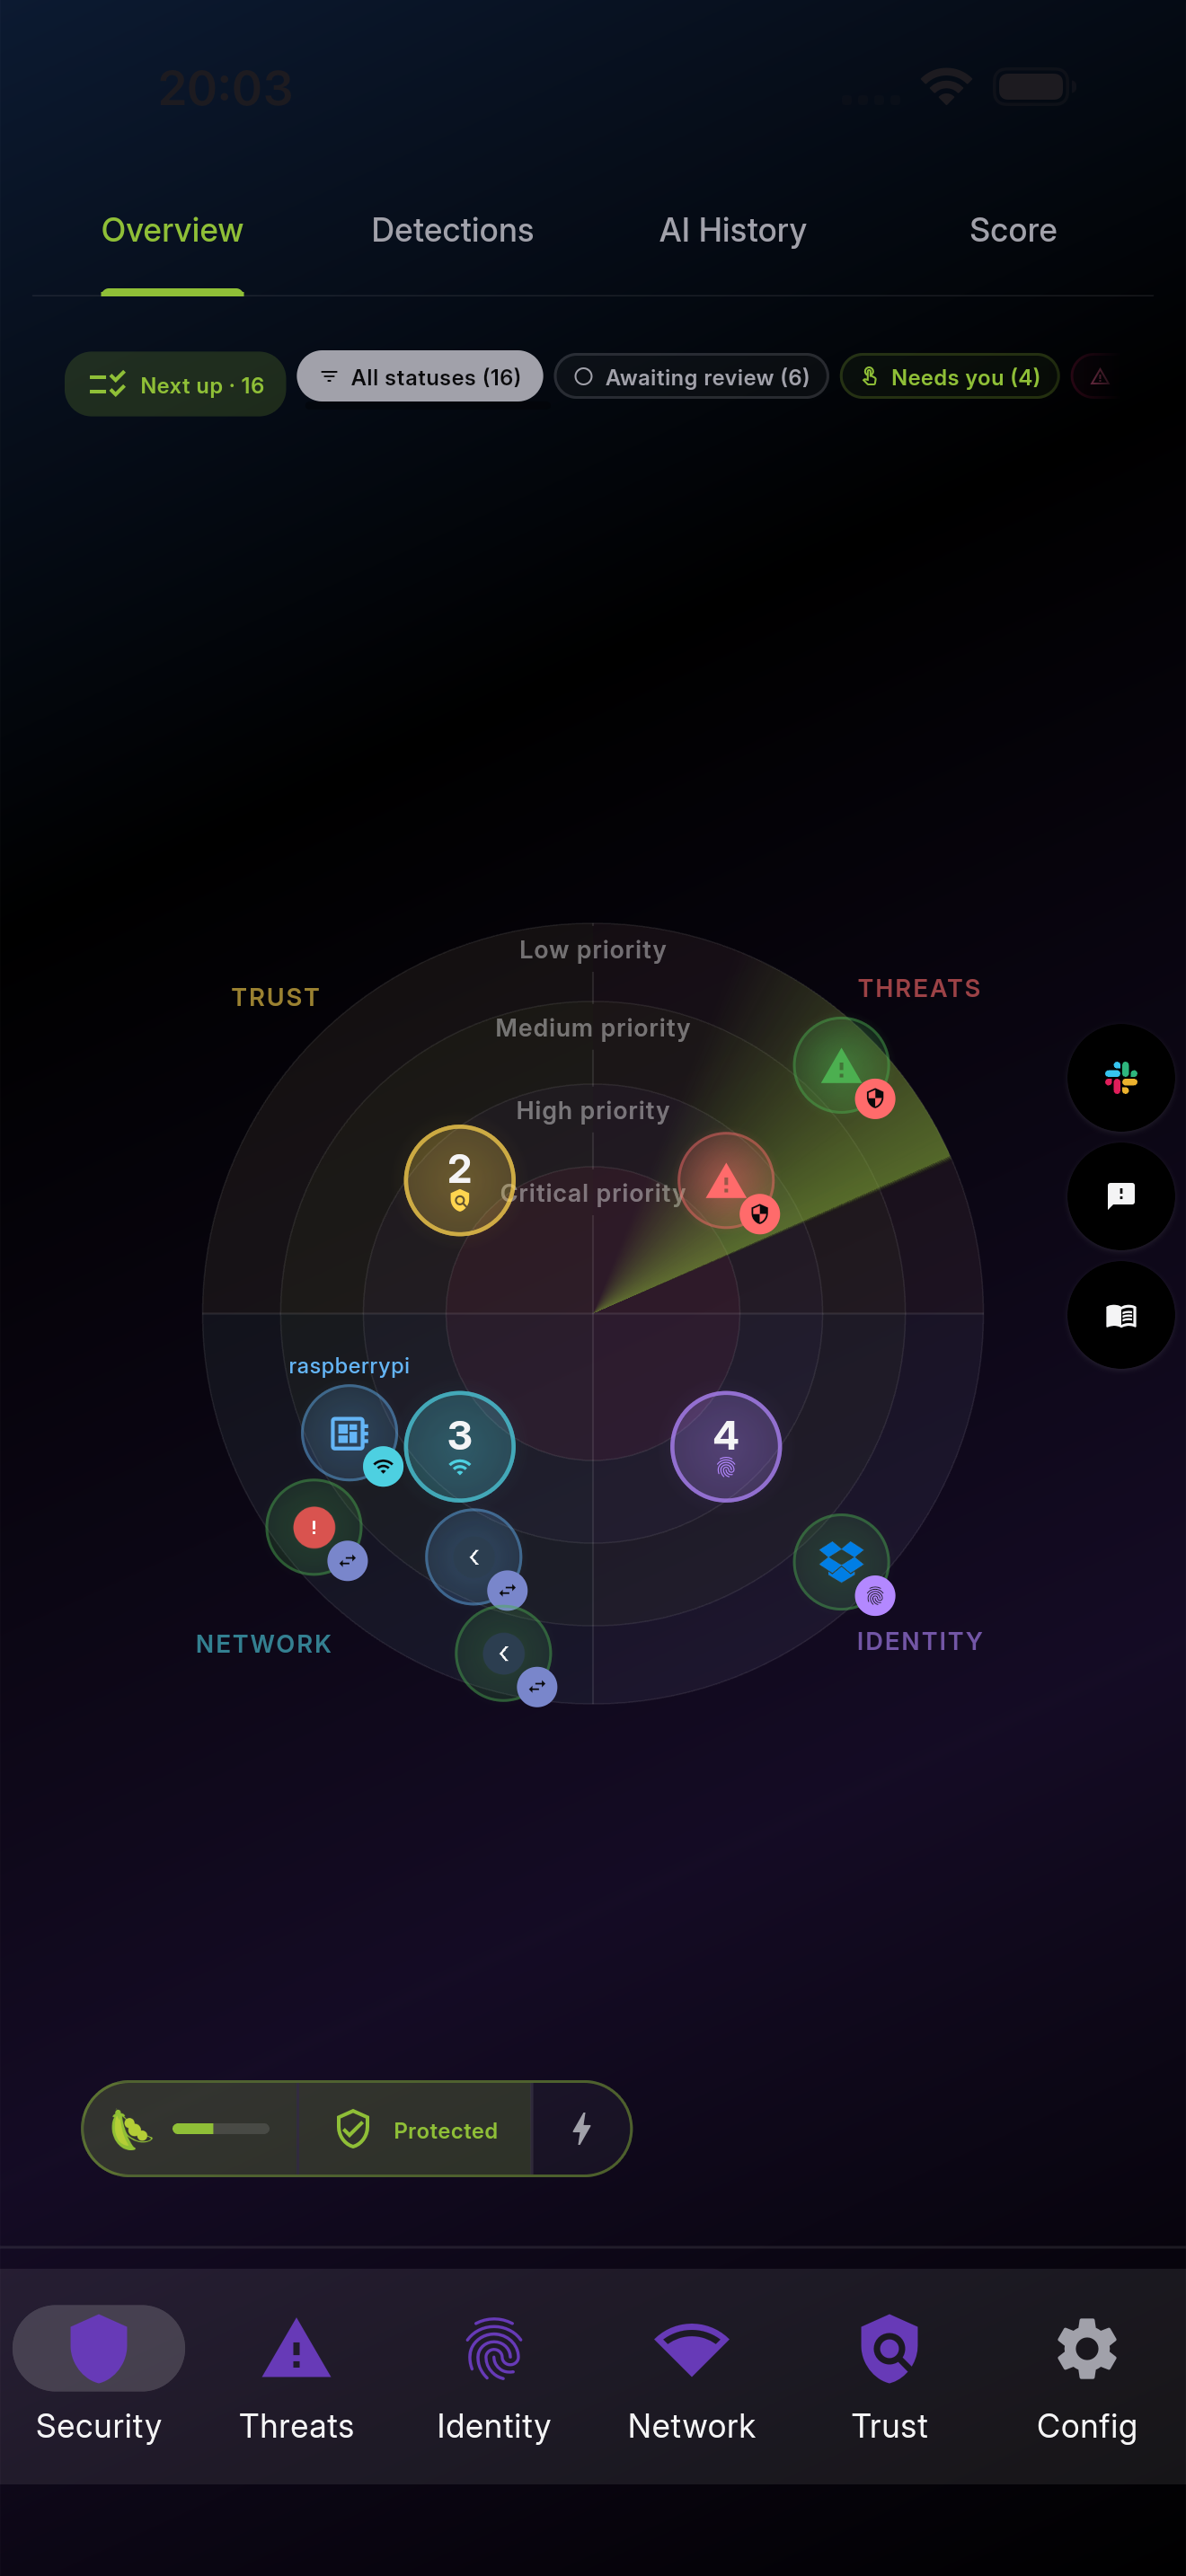 20:03
Overview
Detections
AI History
Score
Next up · 16
All statuses (16)
Awaiting review (6)
Needs you (4)
Low priority
TRUST
THREATS
Medium priority
High priority
2
Critical priority
raspberrypi
3
4
NETWORK
IDENTITY
Protected
Security
Threats
Identity
Network
Trust
Config